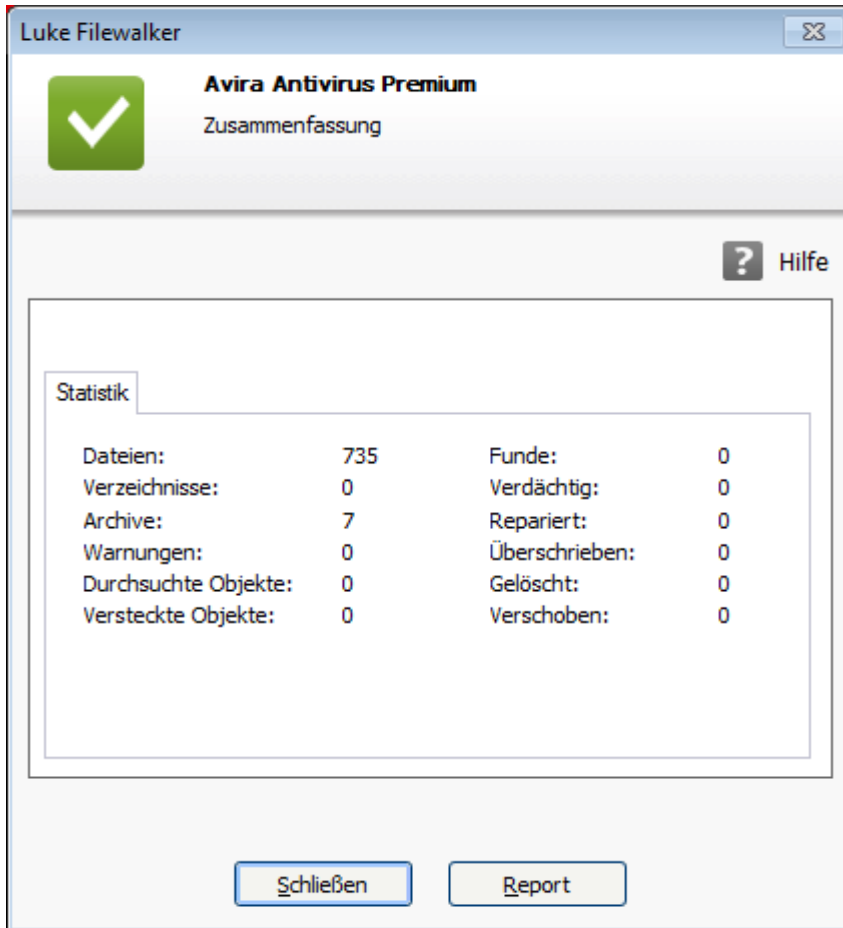 Luke Filewalker
Avira Antivirus Premium
Zusammenfassung
? Hilfe
Statistik
Dateien: 735 Funde: 0
Verzeichnisse: 0 Verdächtig: 0
Archive: 7 Repariert: 0
Warnungen: 0 Überschrieben: 0
Durchsuchte Objekte: 0 Gelöscht: 0
Versteckte Objekte: 0 Verschoben: 0
Schließen Report